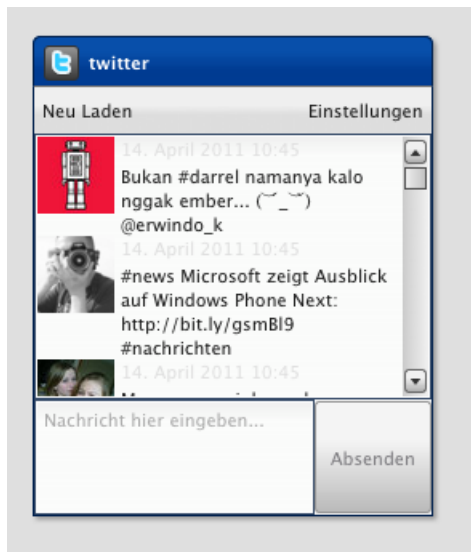 twitter
Neu Laden
Einstellungen
14. April 2011 10:45
Bukan #darrel namanya kalo
nggak ember... (˘_˘)
@erwindo_k
14. April 2011 10:45
#news Microsoft zeigt Ausblick
auf Windows Phone Next:
http://bit.ly/gsmBl9
#nachrichten
14. April 2011 10:45
Nachricht hier eingeben...
Absenden